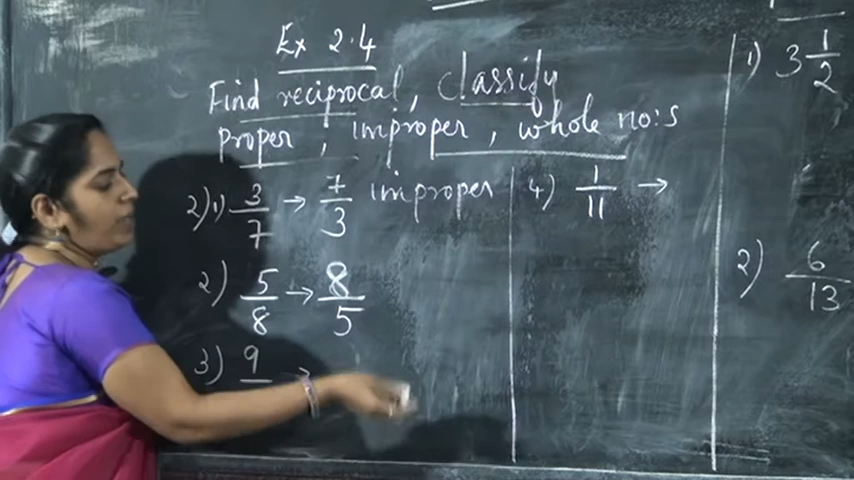 Ex 2.4
Find reciprocal, classify
proper, improper, whole no:s
2) 1) 3/7 → 7/3 improper
2) 5/8 → 8/5
3) 9 →
4) 1/11 →
1) 3 1/2
2) 6/13